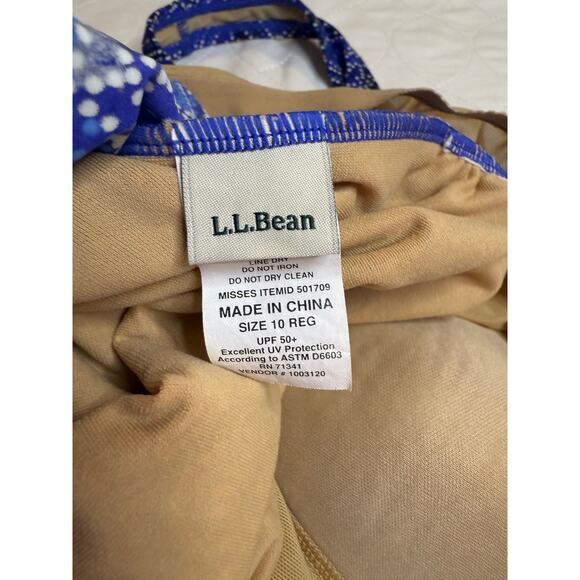 L.L.Bean
LINE DRY
DO NOT IRON
DO NOT DRY CLEAN
MISSES ITEMID 501709
MADE IN CHINA
SIZE 10 REG
UPF 50+
Excellent UV Protection
According to ASTM D6603
RN 71341
VENDOR # 1003120